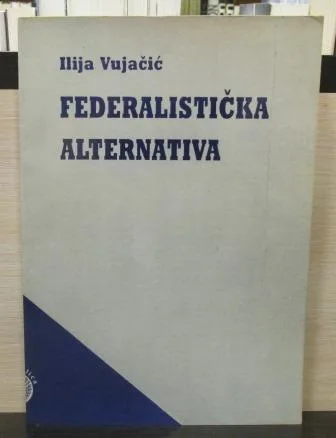 Ilija Vujačić
FEDERALISTIČKA
ALTERNATIVA